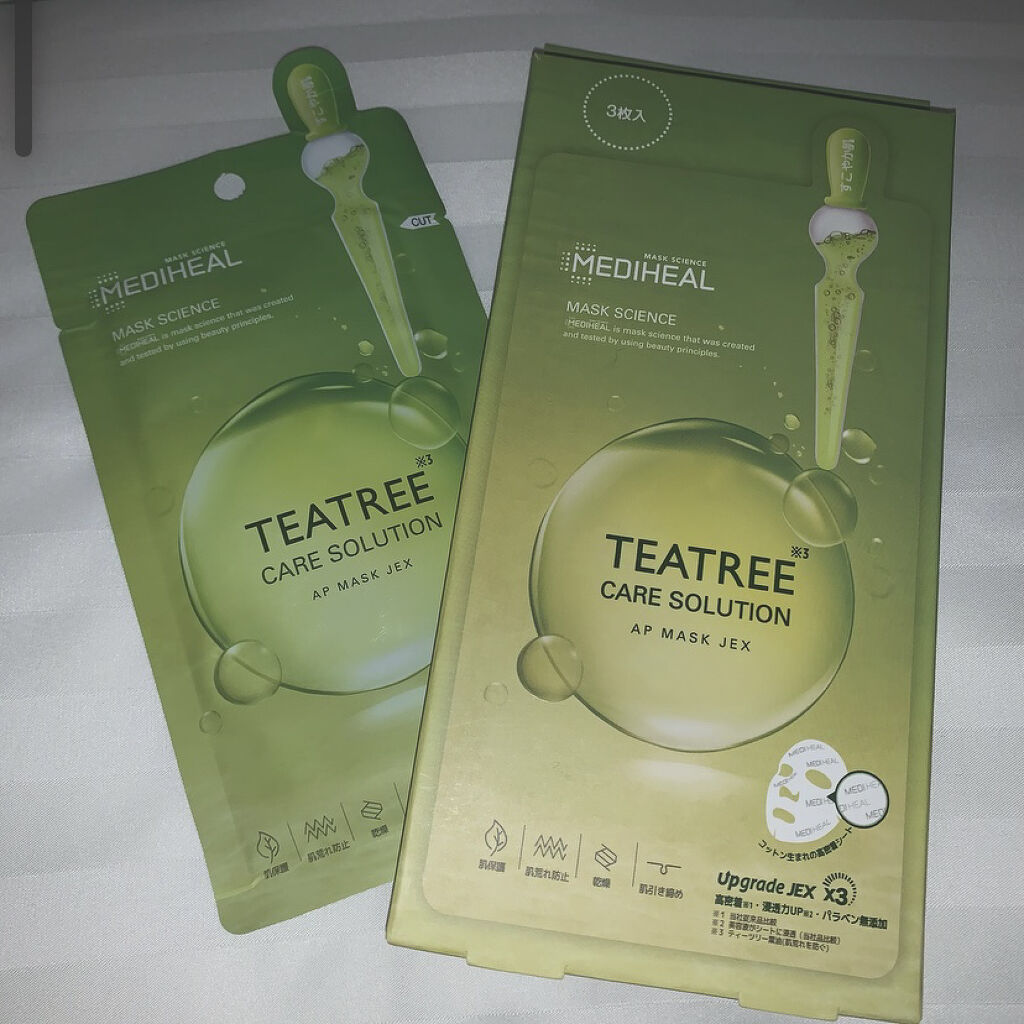 CUT
MASK SCIENCE
MEDIHEAL
MASK SCIENCE
MEDIHEAL is mask science that was created
and tested by using beauty principles.
TEATREE※3
CARE SOLUTION
AP MASK JEX
肌保護
肌荒れ防止
乾燥
3枚入
肌すこやか
MASK SCIENCE
MEDIHEAL
MASK SCIENCE
MEDIHEAL is mask science that was created
and tested by using beauty principles.
TEATREE※3
CARE SOLUTION
AP MASK JEX
MEDIHEAL
MEDIHEAL
MEDIHEAL
コットン生まれの高密着シート
肌保護
肌荒れ防止
乾燥
肌引き締め
Upgrade JEX X3
高密着※1・浸透力UP※2・パラベン無添加
※1 当社従来品比較
※2 美容液がシートに浸透(当社品比較)
※3 ティーツリー葉油(肌荒れを防ぐ)